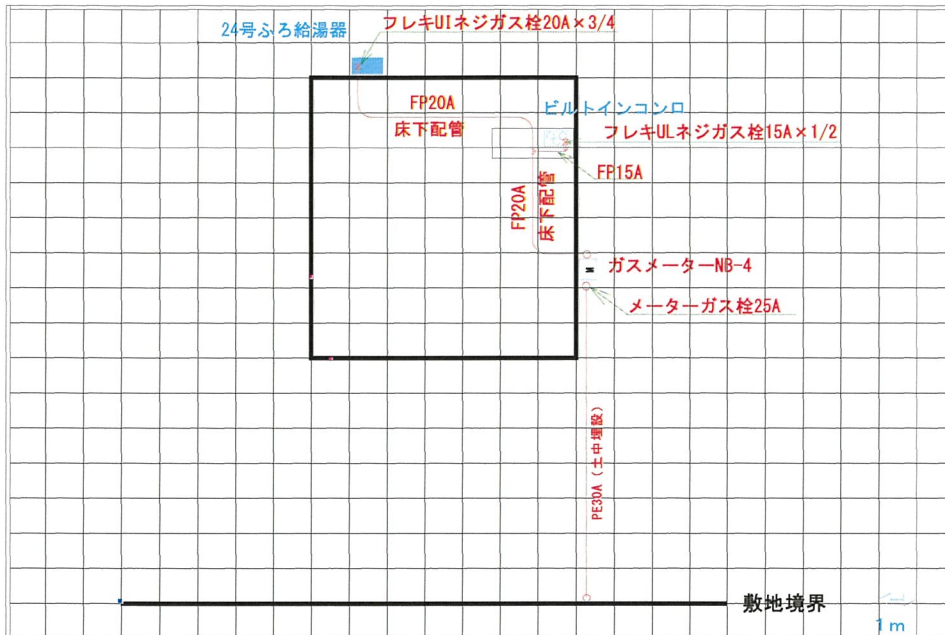 フレキUIネジガス栓20A×3/4
24号ふろ給湯器
FP20A
床下配管
ビルトインコンロ
フレキULネジガス栓15A×1/2
FP15A
FP20A
床下配管
ガスメーターNB-4
M
メーターガス栓25A
PE30A（土中埋設）
敷地境界
1m